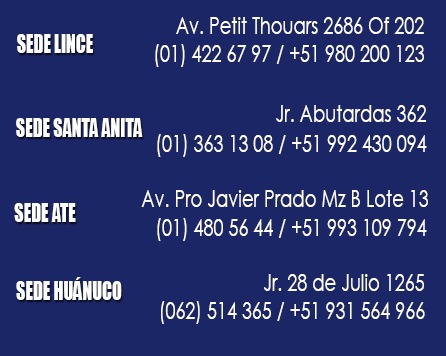 SEDE LINCE
Av. Petit Thouars 2686 Of 202
(01) 422 67 97 / +51 980 200 123
SEDE SANTA ANITA
Jr. Abutardas 362
(01) 363 13 08 / +51 992 430 094
SEDE ATE
Av. Pro Javier Prado Mz B Lote 13
(01) 480 56 44 / +51 993 109 794
SEDE HUÁNUCO
Jr. 28 de Julio 1265
(062) 514 365 / +51 931 564 966